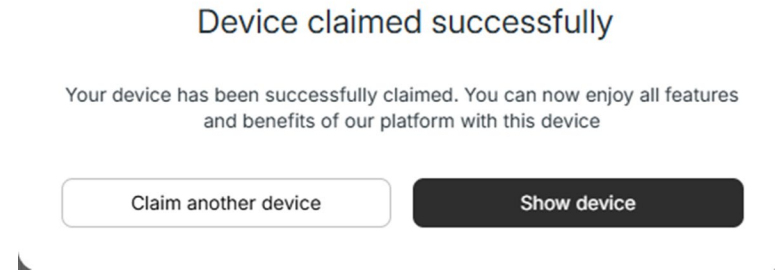 Device claimed successfully
Your device has been successfully claimed. You can now enjoy all features
and benefits of our platform with this device
Claim another device
Show device